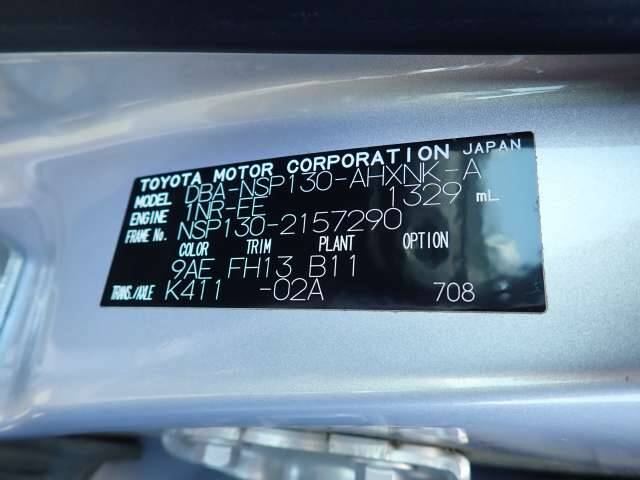 TOYOTA MOTOR CORPORATION JAPAN
MODEL DBA-NSP130-AHXNK-A
ENGINE 1NR-FE 1329 mL
FRAME No. NSP130-2157290
COLOR TRIM PLANT OPTION
9AE FH13 B11
TRANS./AXLE K411 -02A 708